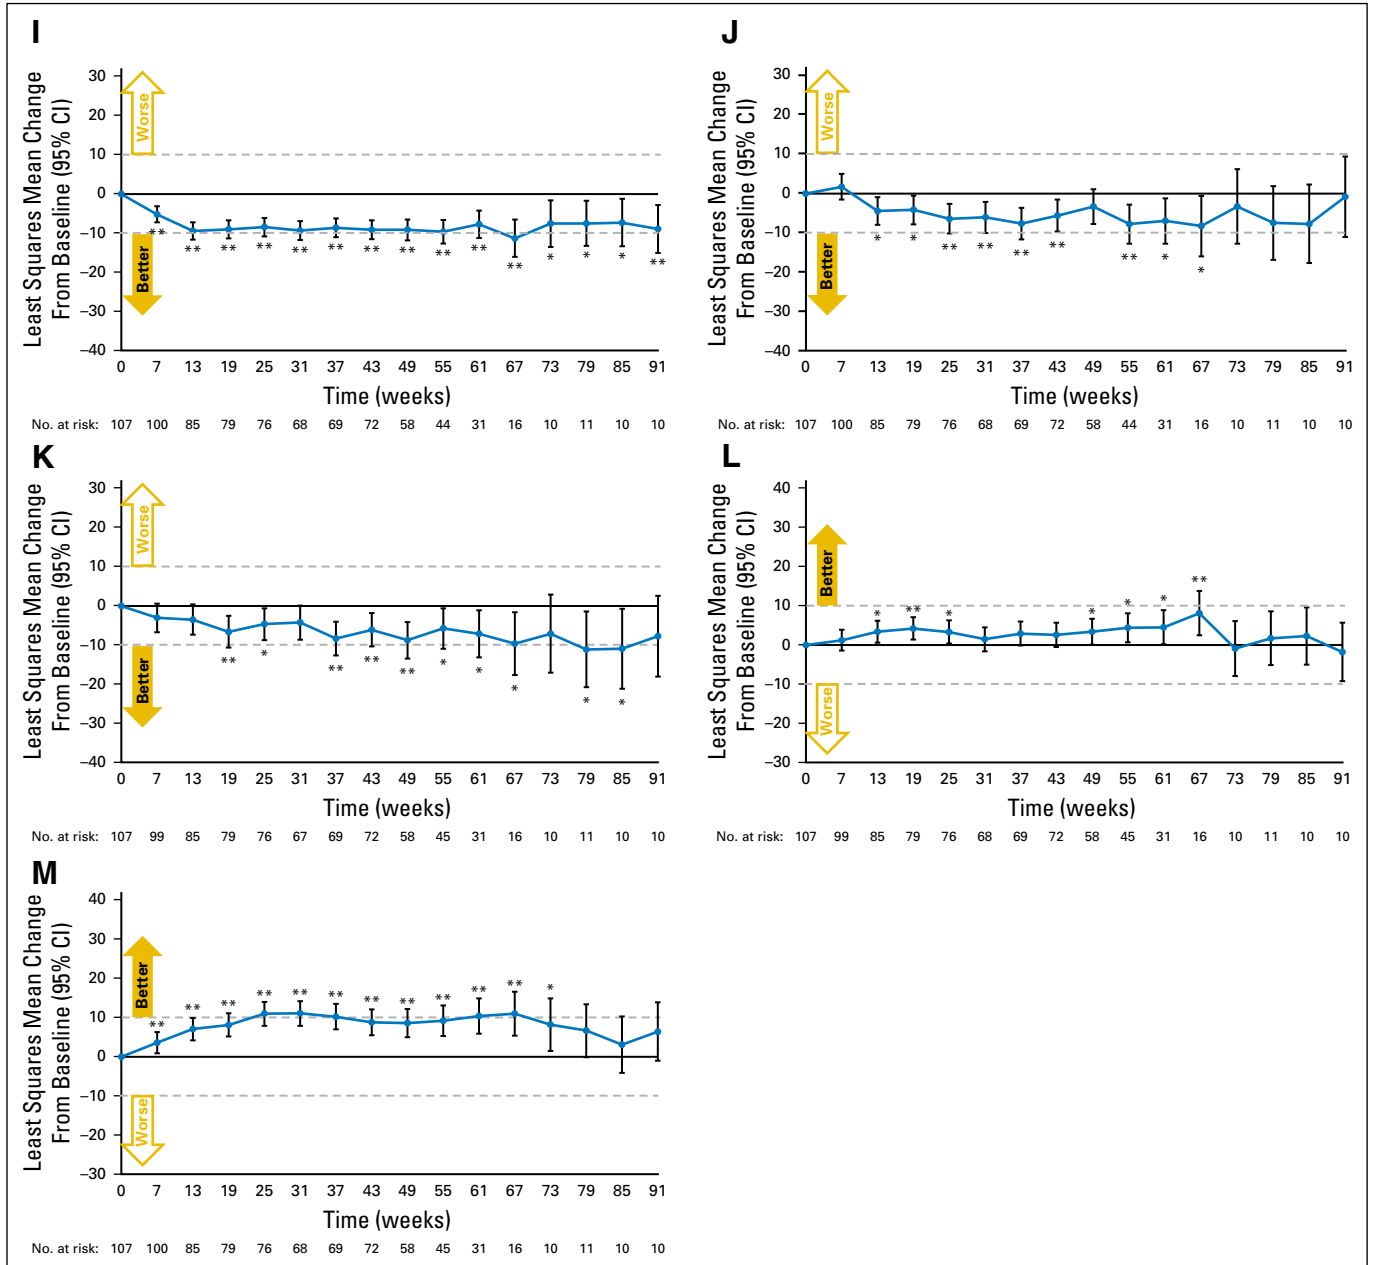 I
Least Squares Mean Change
From Baseline (95% CI)
30
20
10
0
–10
–20
–30
–40
Worse
Better
** ** ** ** ** ** ** ** ** ** ** * * * **
0 7 13 19 25 31 37 43 49 55 61 67 73 79 85 91
Time (weeks)
No. at risk: 107 100 85 79 76 68 69 72 58 44 31 16 10 11 10 10
J
Least Squares Mean Change
From Baseline (95% CI)
30
20
10
0
–10
–20
–30
–40
Worse
Better
* * ** ** ** ** ** * *
0 7 13 19 25 31 37 43 49 55 61 67 73 79 85 91
Time (weeks)
No. at risk: 107 100 85 79 76 68 69 72 58 44 31 16 10 11 10 10
K
Least Squares Mean Change
From Baseline (95% CI)
30
20
10
0
–10
–20
–30
–40
Worse
Better
** * ** ** ** * * * * *
0 7 13 19 25 31 37 43 49 55 61 67 73 79 85 91
Time (weeks)
No. at risk: 107 99 85 79 76 67 69 72 58 45 31 16 10 11 10 10
L
Least Squares Mean Change
From Baseline (95% CI)
40
30
20
10
0
–10
–20
–30
Better
Worse
* ** * * * * **
0 7 13 19 25 31 37 43 49 55 61 67 73 79 85 91
Time (weeks)
No. at risk: 107 99 85 79 76 68 69 72 58 45 31 16 10 11 10 10
M
Least Squares Mean Change
From Baseline (95% CI)
40
30
20
10
0
–10
–20
–30
Better
Worse
** ** ** ** ** ** ** ** ** ** ** *
0 7 13 19 25 31 37 43 49 55 61 67 73 79 85 91
Time (weeks)
No. at risk: 107 100 85 79 76 68 69 72 58 45 31 16 10 11 10 10